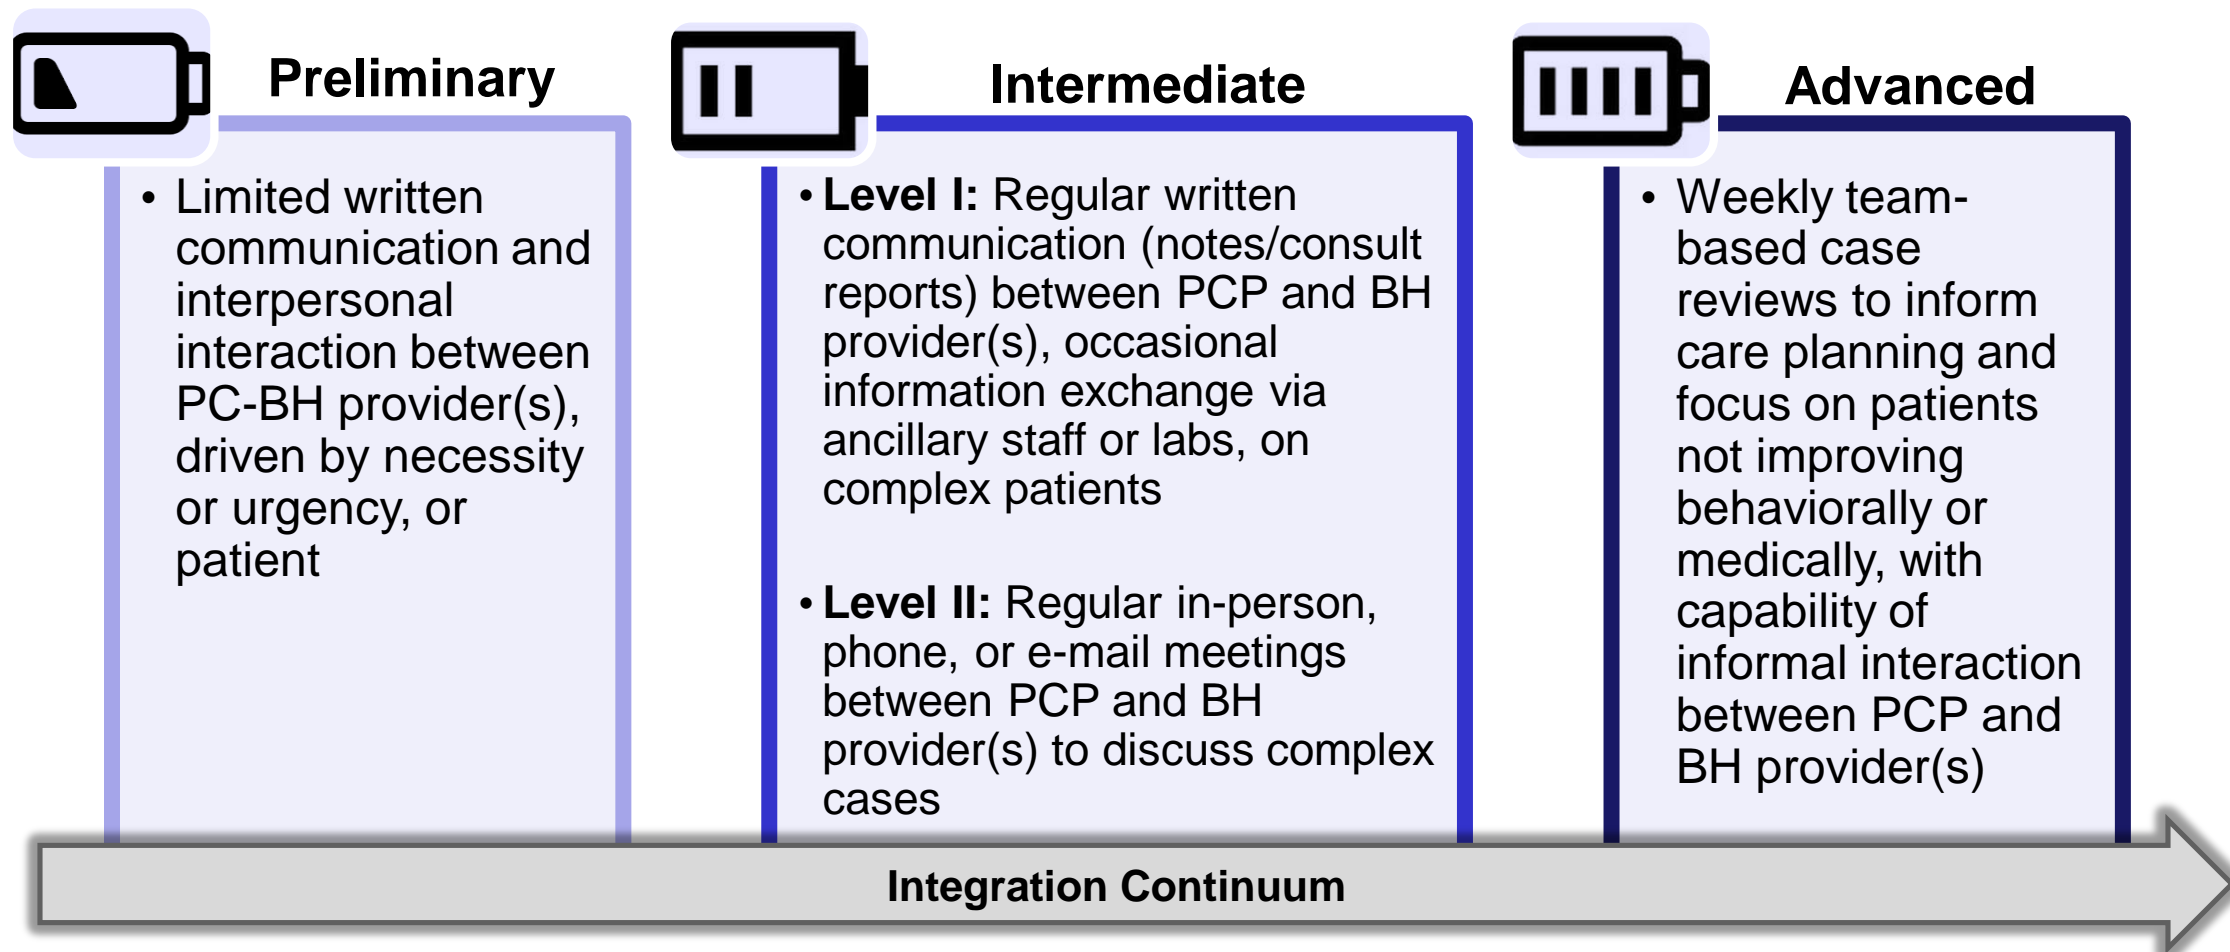 Preliminary
• Limited written
communication and
interpersonal
interaction between
PC-BH provider(s),
driven by necessity
or urgency, or
patient
Intermediate
• Level I: Regular written
communication (notes/consult
reports) between PCP and BH
provider(s), occasional
information exchange via
ancillary staff or labs, on
complex patients
• Level II: Regular in-person,
phone, or e-mail meetings
between PCP and BH
provider(s) to discuss complex
cases
Advanced
• Weekly team-
based case
reviews to inform
care planning and
focus on patients
not improving
behaviorally or
medically, with
capability of
informal interaction
between PCP and
BH provider(s)
Integration Continuum